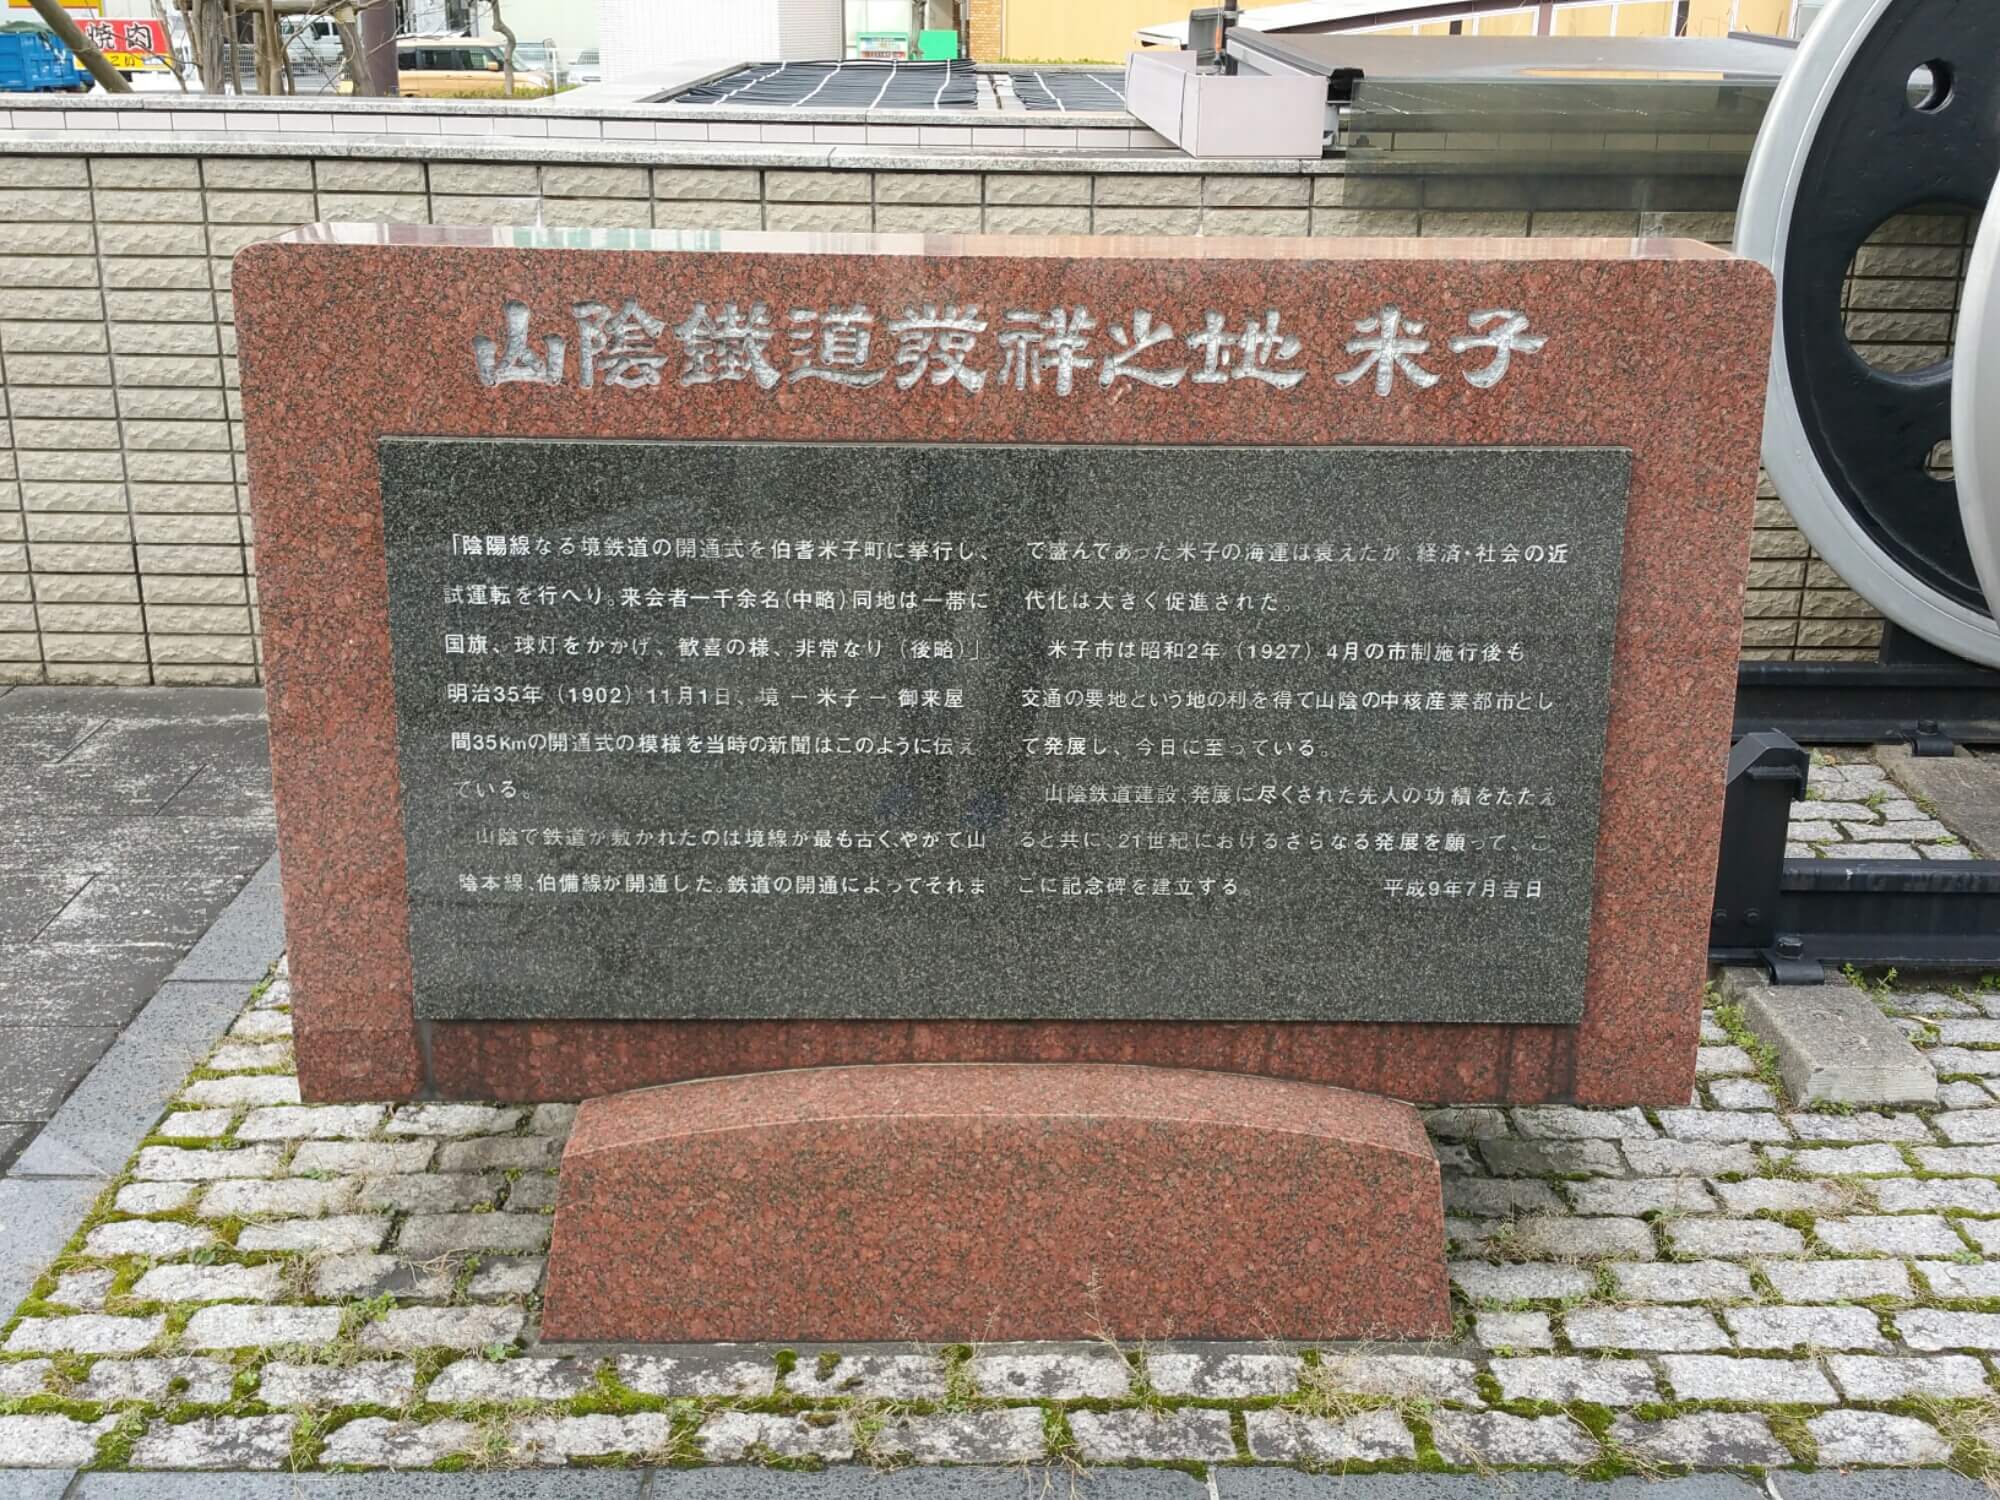 焼肉
山陰鐵道發祥之地 米子
「陰陽線なる境鉄道の開通式を伯耆米子町に挙行し、
試運転を行へり。来会者一千余名(中略)同地は一帯に
国旗、球灯をかかげ、歓喜の様、非常なり(後略)」
明治35年(1902)11月1日、境ー米子ー御来屋
間35Kmの開通式の模様を当時の新聞はこのように伝え
ている。
山陰で鉄道が敷かれたのは境線が最も古く、やがて山
陰本線、伯備線が開通した。鉄道の開通によってそれま
で盛んであった米子の海運は衰えたが、経済・社会の近
代化は大きく促進された。
米子市は昭和2年(1927)4月の市制施行後も
交通の要地という地の利を得て山陰の中核産業都市とし
て発展し、今日に至っている。
山陰鉄道建設、発展に尽くされた先人の功績をたたえ
ると共に、21世紀におけるさらなる発展を願って、こ
こに記念碑を建立する。 平成9年7月吉日